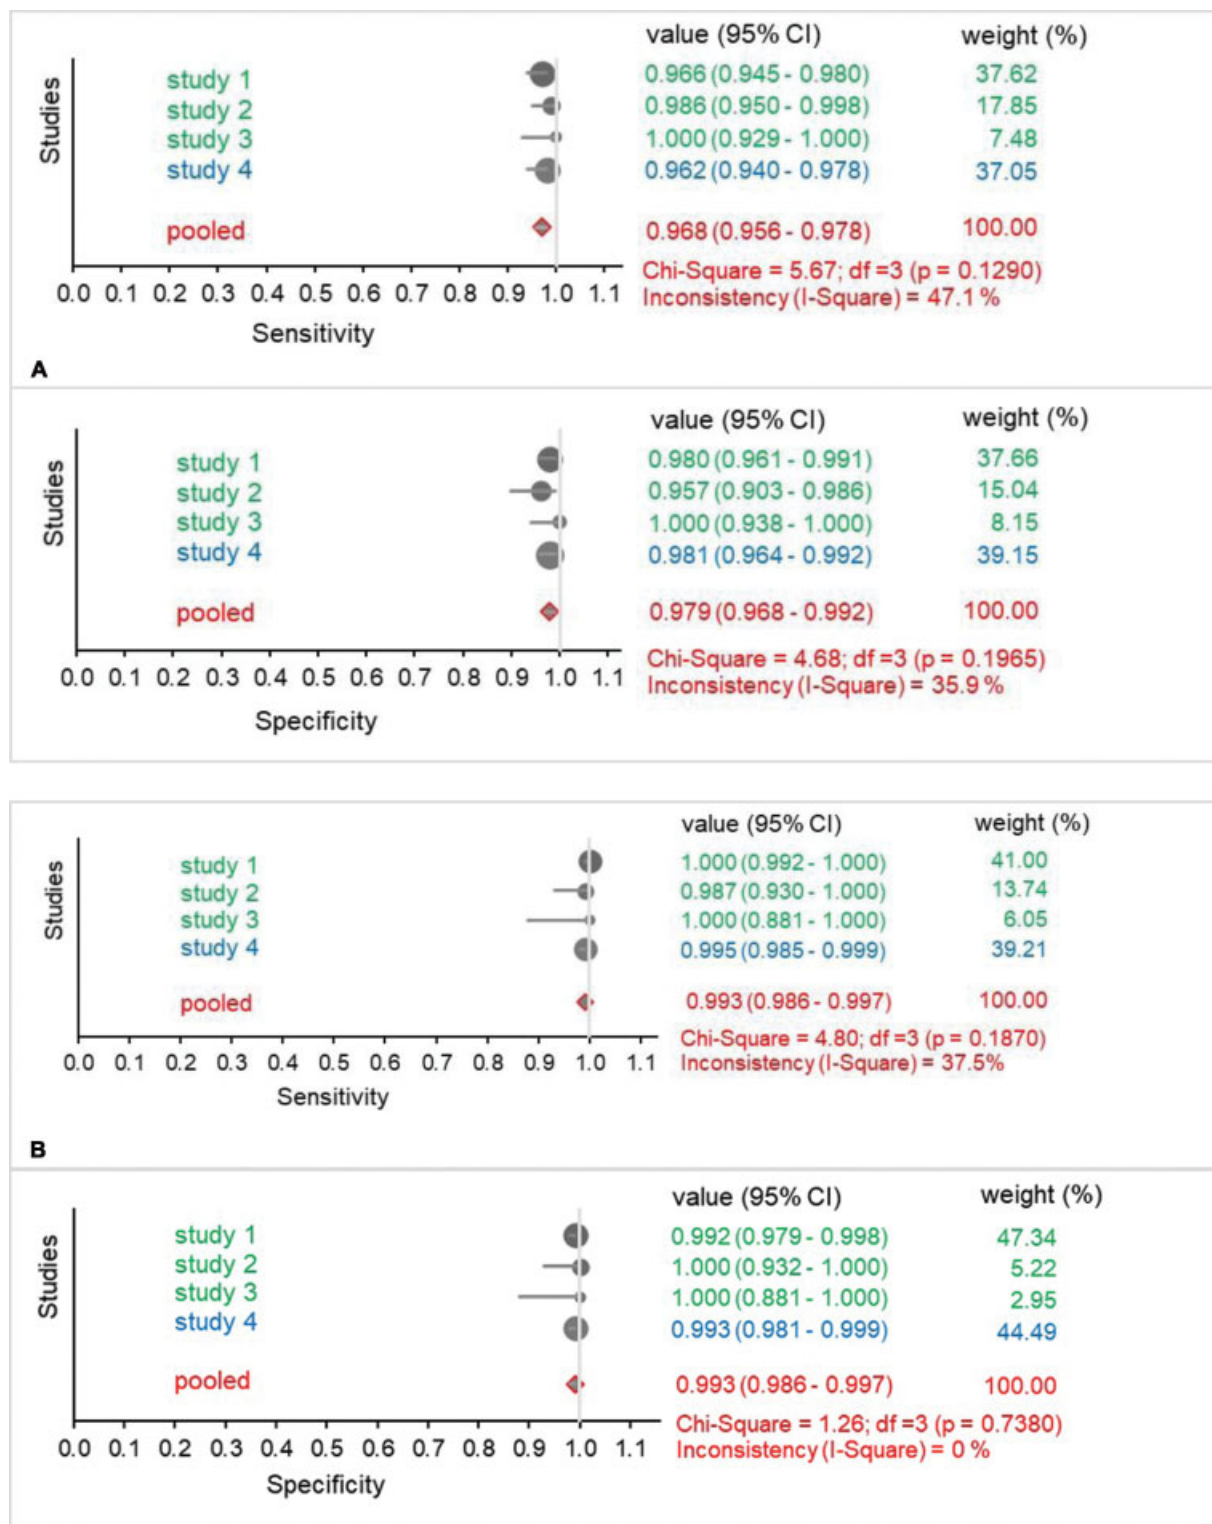 value (95% CI) weight (%)
study 1 0.966 (0.945 - 0.980) 37.62
study 2 0.986 (0.950 - 0.998) 17.85
study 3 1.000 (0.929 - 1.000) 7.48
study 4 0.962 (0.940 - 0.978) 37.05
Studies
pooled 0.968 (0.956 - 0.978) 100.00
Chi-Square = 5.67; df =3 (p = 0.1290)
Inconsistency (I-Square) = 47.1 %
0.0 0.1 0.2 0.3 0.4 0.5 0.6 0.7 0.8 0.9 1.0 1.1
Sensitivity
A
value (95% CI) weight (%)
study 1 0.980 (0.961 - 0.991) 37.66
study 2 0.957 (0.903 - 0.986) 15.04
study 3 1.000 (0.938 - 1.000) 8.15
study 4 0.981 (0.964 - 0.992) 39.15
Studies
pooled 0.979 (0.968 - 0.992) 100.00
Chi-Square = 4.68; df =3 (p = 0.1965)
Inconsistency (I-Square) = 35.9 %
0.0 0.1 0.2 0.3 0.4 0.5 0.6 0.7 0.8 0.9 1.0 1.1
Specificity
value (95% CI) weight (%)
study 1 1.000 (0.992 - 1.000) 41.00
study 2 0.987 (0.930 - 1.000) 13.74
study 3 1.000 (0.881 - 1.000) 6.05
study 4 0.995 (0.985 - 0.999) 39.21
Studies
pooled 0.993 (0.986 - 0.997) 100.00
Chi-Square = 4.80; df =3 (p = 0.1870)
Inconsistency (I-Square) = 37.5%
0.0 0.1 0.2 0.3 0.4 0.5 0.6 0.7 0.8 0.9 1.0 1.1
Sensitivity
B
value (95% CI) weight (%)
study 1 0.992 (0.979 - 0.998) 47.34
study 2 1.000 (0.932 - 1.000) 5.22
study 3 1.000 (0.881 - 1.000) 2.95
study 4 0.993 (0.981 - 0.999) 44.49
Studies
pooled 0.993 (0.986 - 0.997) 100.00
Chi-Square = 1.26; df =3 (p = 0.7380)
Inconsistency (I-Square) = 0 %
0.0 0.1 0.2 0.3 0.4 0.5 0.6 0.7 0.8 0.9 1.0 1.1
Specificity